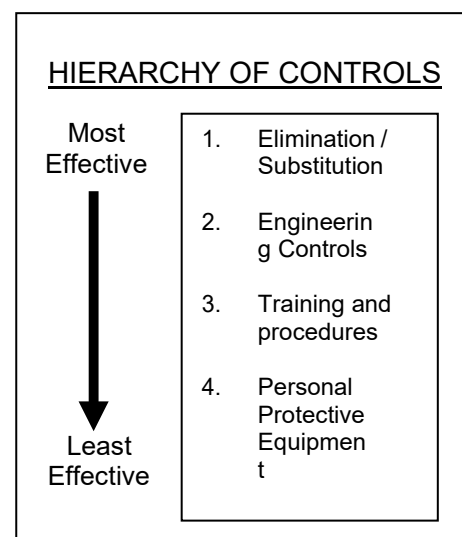 HIERARCHY OF CONTROLS
Most
Effective
1. Elimination /
Substitution
2. Engineerin
g Controls
3. Training and
procedures
4. Personal
Protective
Equipmen
t
Least
Effective